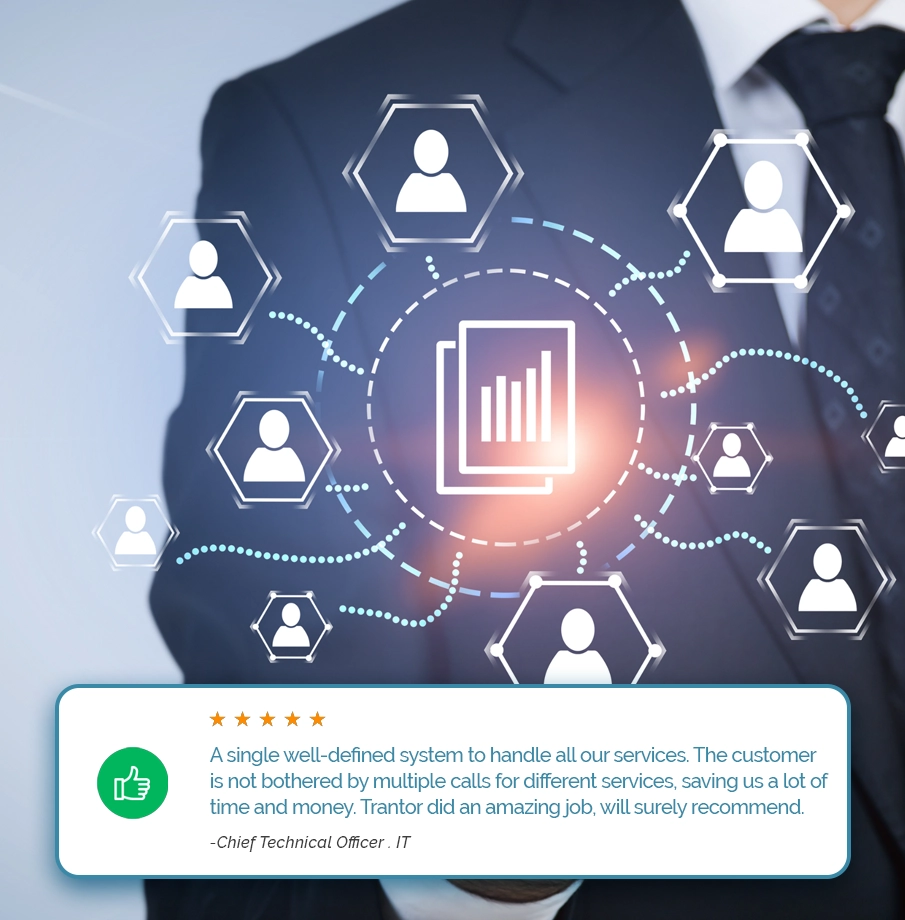 A single well-defined system to handle all our services. The customer
is not bothered by multiple calls for different services, saving us a lot of
time and money. Trantor did an amazing job, will surely recommend.
-Chief Technical Officer . IT